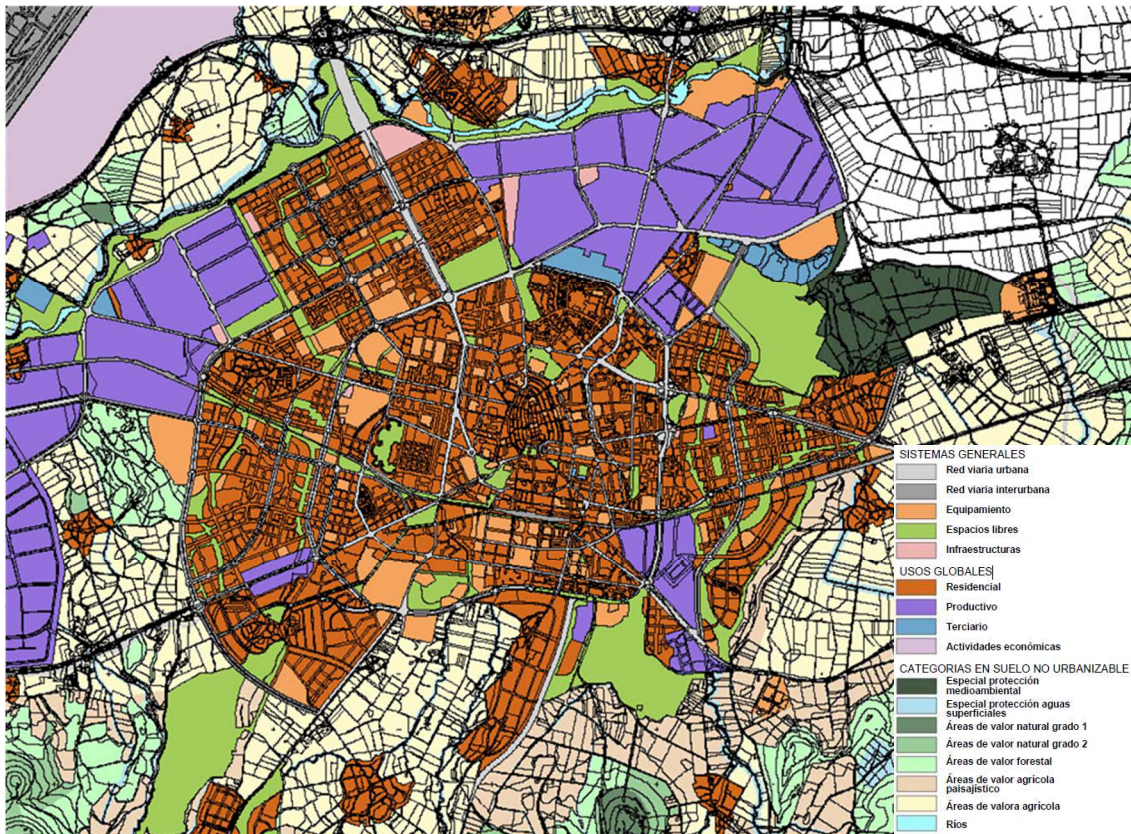 SISTEMAS GENERALES
Red viaria urbana
Red viaria interurbana
Equipamiento
Espacios libres
Infraestructuras
USOS GLOBALES
Residencial
Productivo
Terciario
Actividades económicas
CATEGORIAS EN SUELO NO URBANIZABLE
Especial protección
medioambiental
Especial protección aguas
superficiales
Áreas de valor natural grado 1
Áreas de valor natural grado 2
Áreas de valor forestal
Áreas de valor agrícola
paisajístico
Áreas de valora agrícola
Ríos